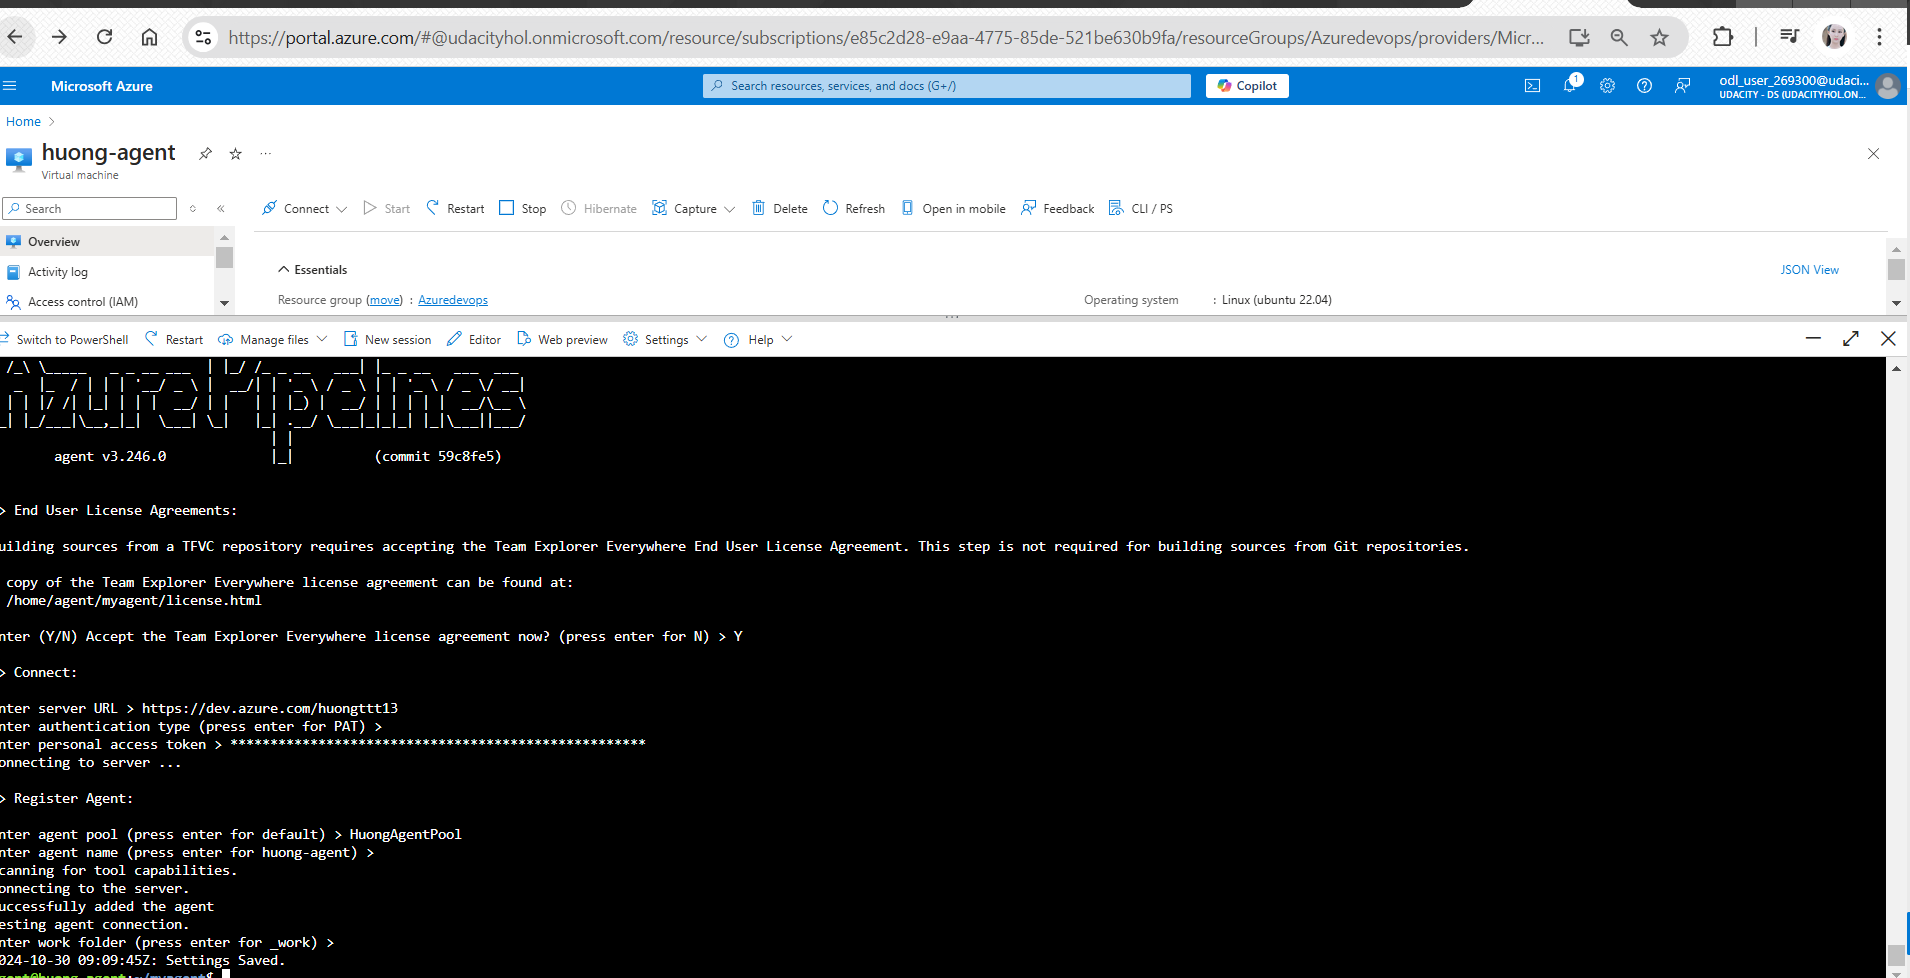 https://portal.azure.com/#@udacityhol.onmicrosoft.com/resource/subscriptions/e85c2d28-e9aa-4775-85de-521be630b9fa/resourceGroups/Azuredevops/providers/Micr...
Microsoft Azure
Search resources, services, and docs (G+/)
Copilot
1
odl_user_269300@udaci...
UDACITY - DS (UDACITYHOL.ON...
Home >
huong-agent
Virtual machine
Search
Connect
Start
Restart
Stop
Hibernate
Capture
Delete
Refresh
Open in mobile
Feedback
CLI / PS
Overview
Activity log
Access control (IAM)
Essentials
JSON View
Resource group (move) : Azuredevops
Operating system : Linux (ubuntu 22.04)
Switch to PowerShell
Restart
Manage files
New session
Editor
Web preview
Settings
Help
agent v3.246.0 (commit 59c8fe5)
> End User License Agreements:
uilding sources from a TFVC repository requires accepting the Team Explorer Everywhere End User License Agreement. This step is not required for building sources from Git repositories.
copy of the Team Explorer Everywhere license agreement can be found at:
/home/agent/myagent/license.html
nter (Y/N) Accept the Team Explorer Everywhere license agreement now? (press enter for N) > Y
> Connect:
nter server URL > https://dev.azure.com/huongttt13
nter authentication type (press enter for PAT) >
nter personal access token > ****************************************************
onnecting to server ...
> Register Agent:
nter agent pool (press enter for default) > HuongAgentPool
nter agent name (press enter for huong-agent) >
canning for tool capabilities.
onnecting to the server.
uccessfully added the agent
esting agent connection.
nter work folder (press enter for _work) >
024-10-30 09:09:45Z: Settings Saved.
gent@huong-agent:~/myagent$